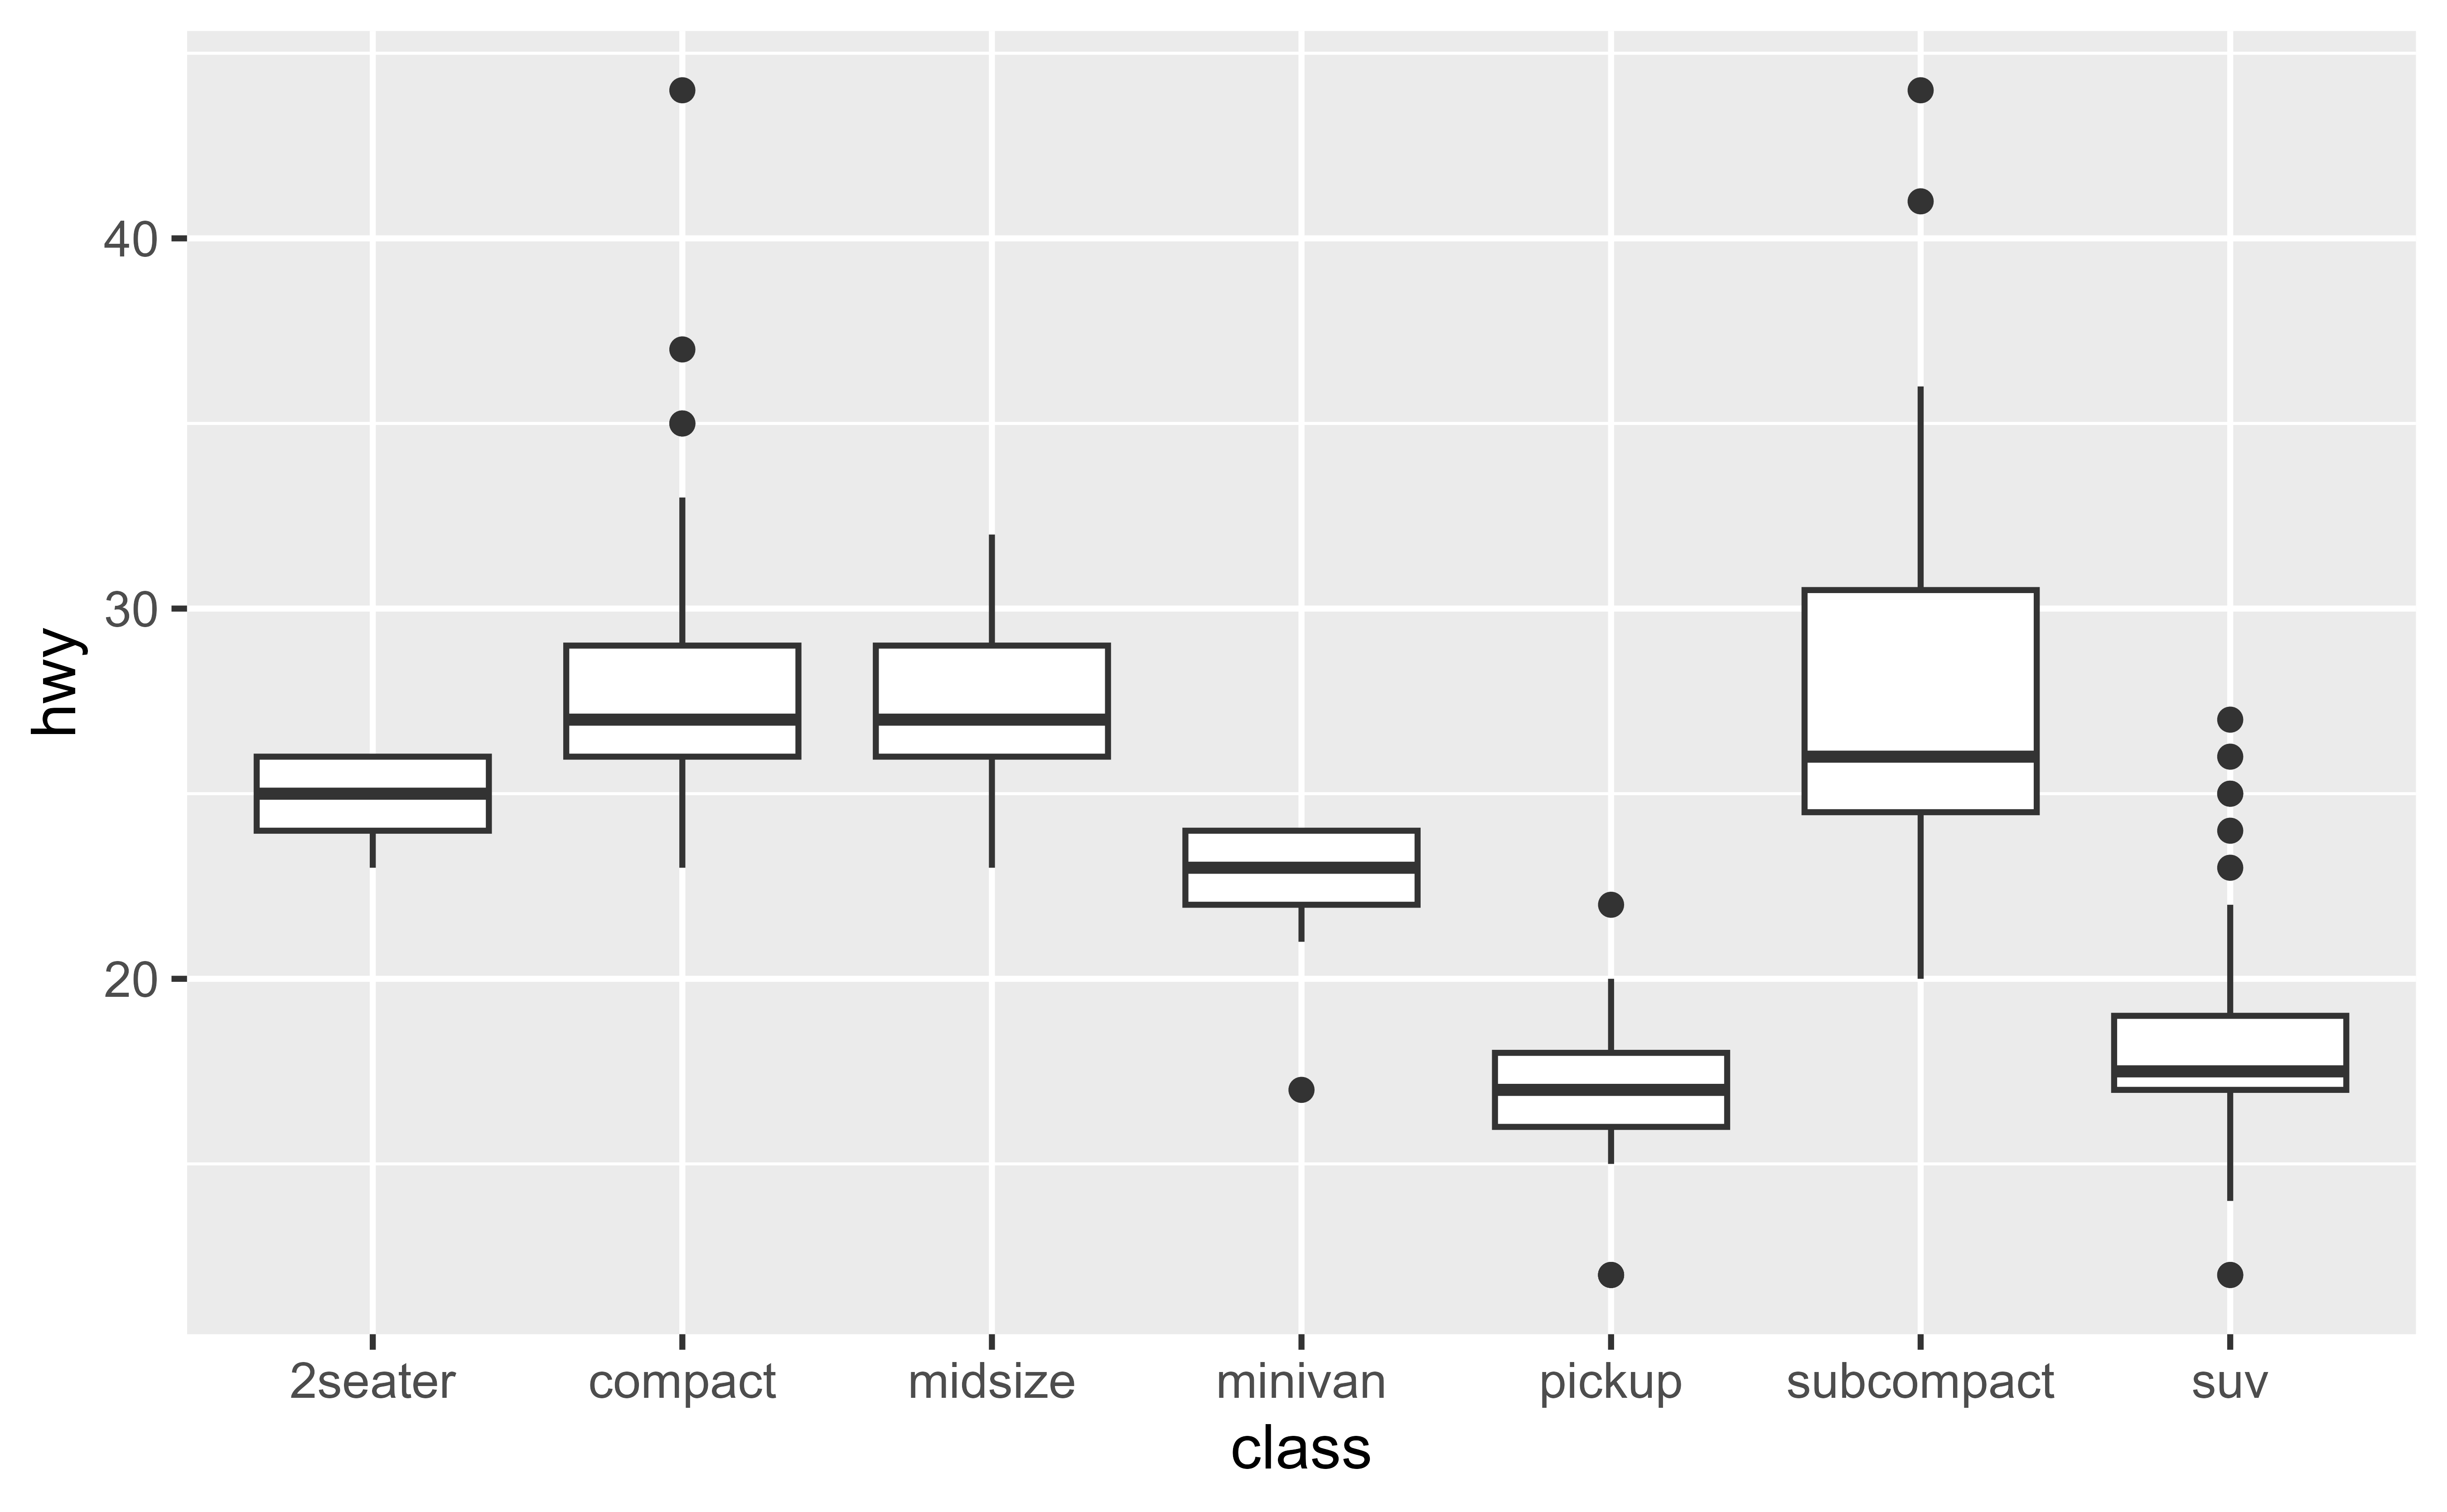 hwy
40
30
20
2seater compact midsize minivan pickup subcompact suv
class